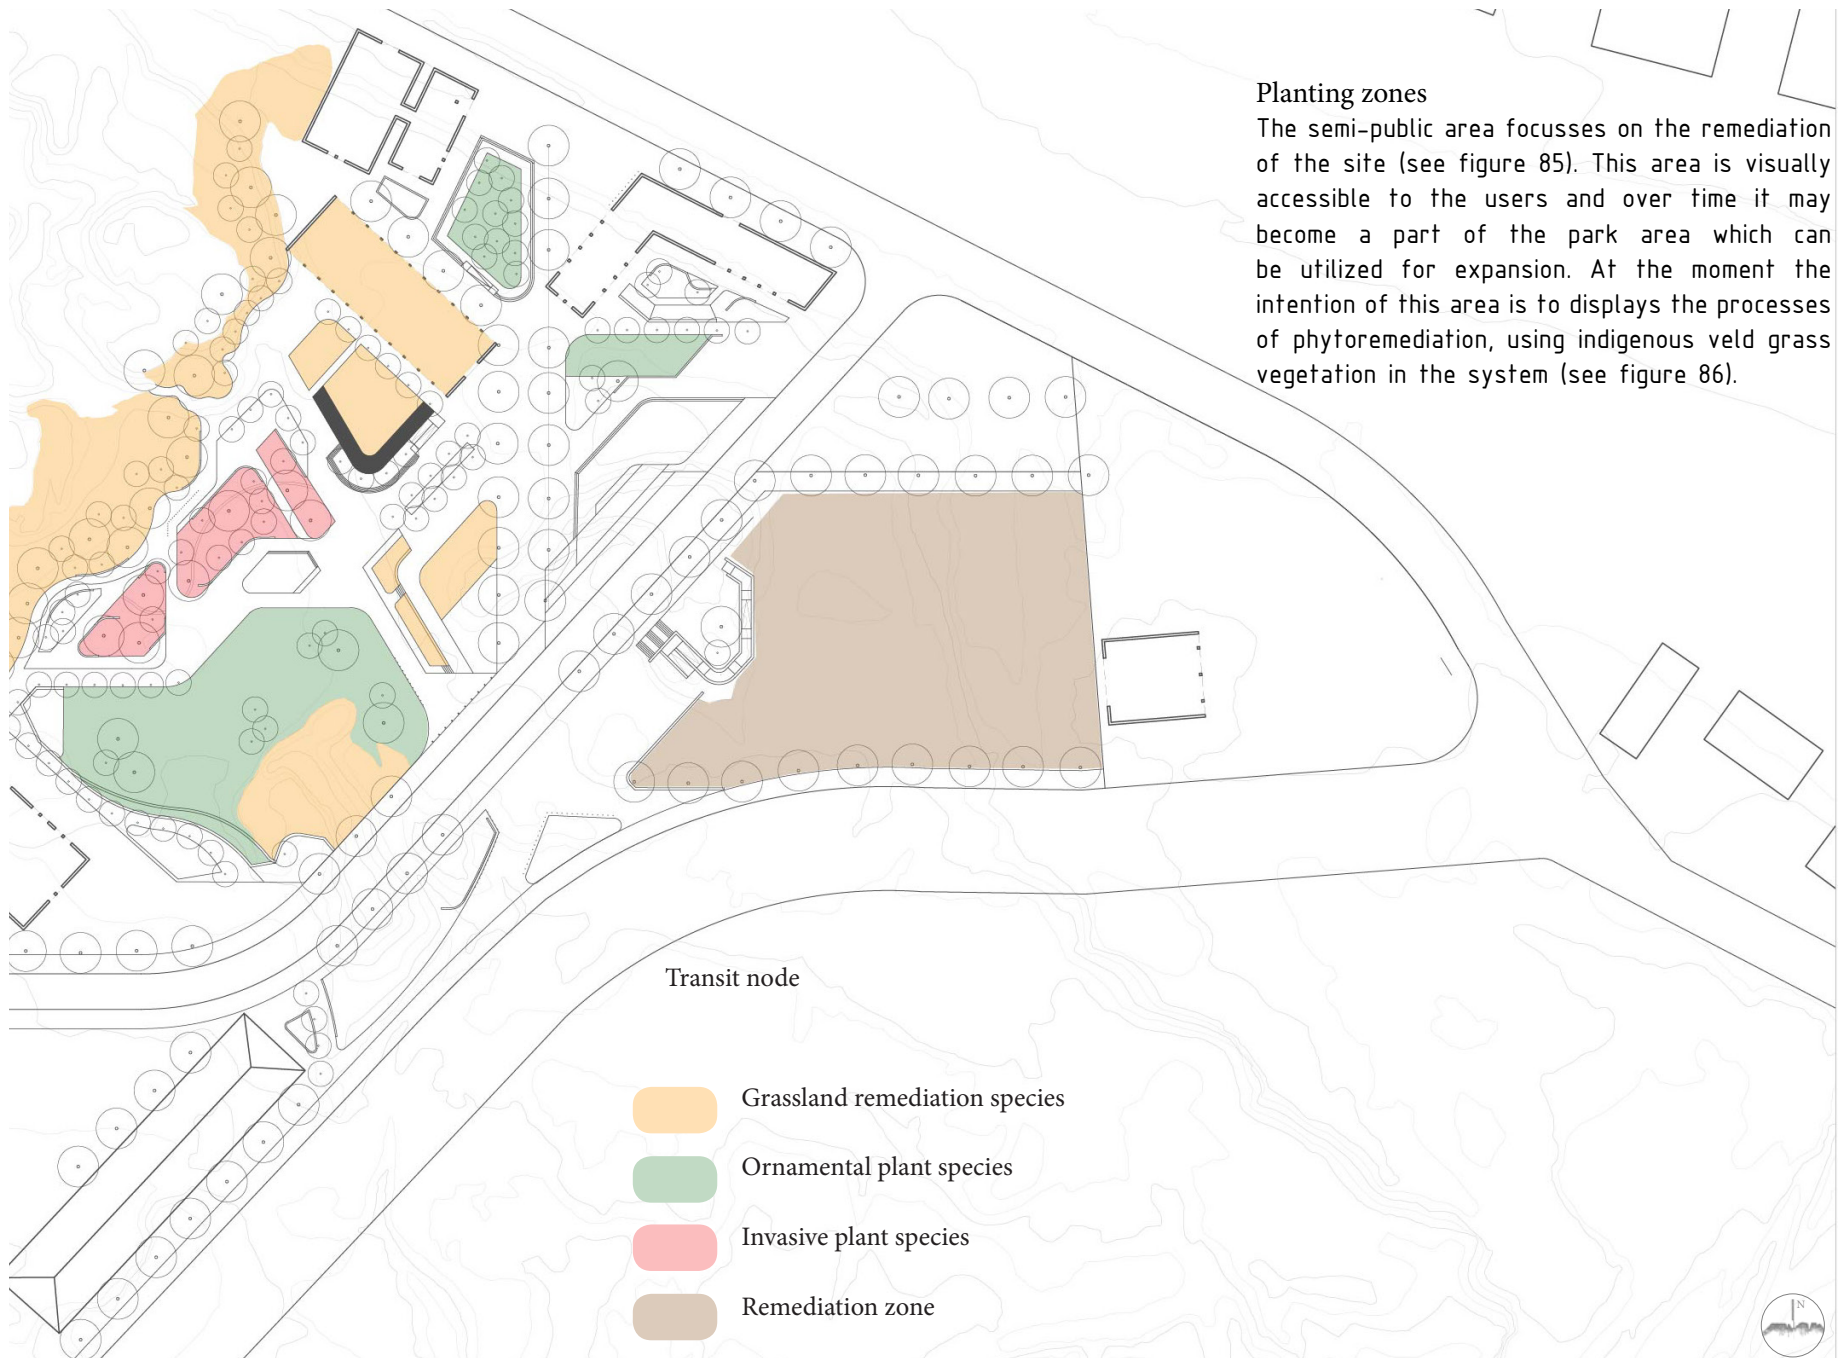 Planting zones
The semi-public area focusses on the remediation
of the site (see figure 85). This area is visually
accessible to the users and over time it may
become a part of the park area which can
be utilized for expansion. At the moment the
intention of this area is to displays the processes
of phytoremediation, using indigenous veld grass
vegetation in the system (see figure 86).
Transit node
Grassland remediation species
Ornamental plant species
Invasive plant species
Remediation zone
N